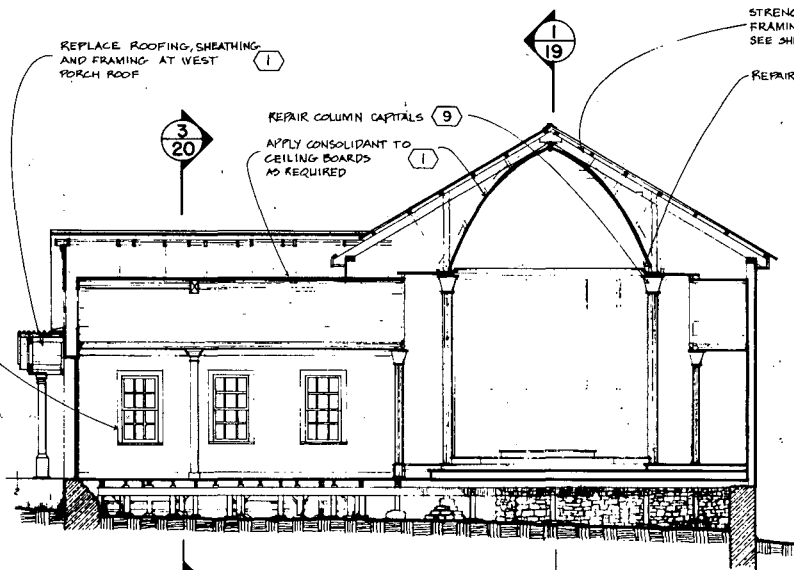 REPLACE ROOFING, SHEATHING
AND FRAMING AT WEST
PORCH ROOF
1
3
20
REPAIR COLUMN CAPITALS 9
APPLY CONSOLIDANT TO
CEILING BOARDS
AS REQUIRED
1
1
19
STRENG
FRAMIN
SEE SHE
REPAIR